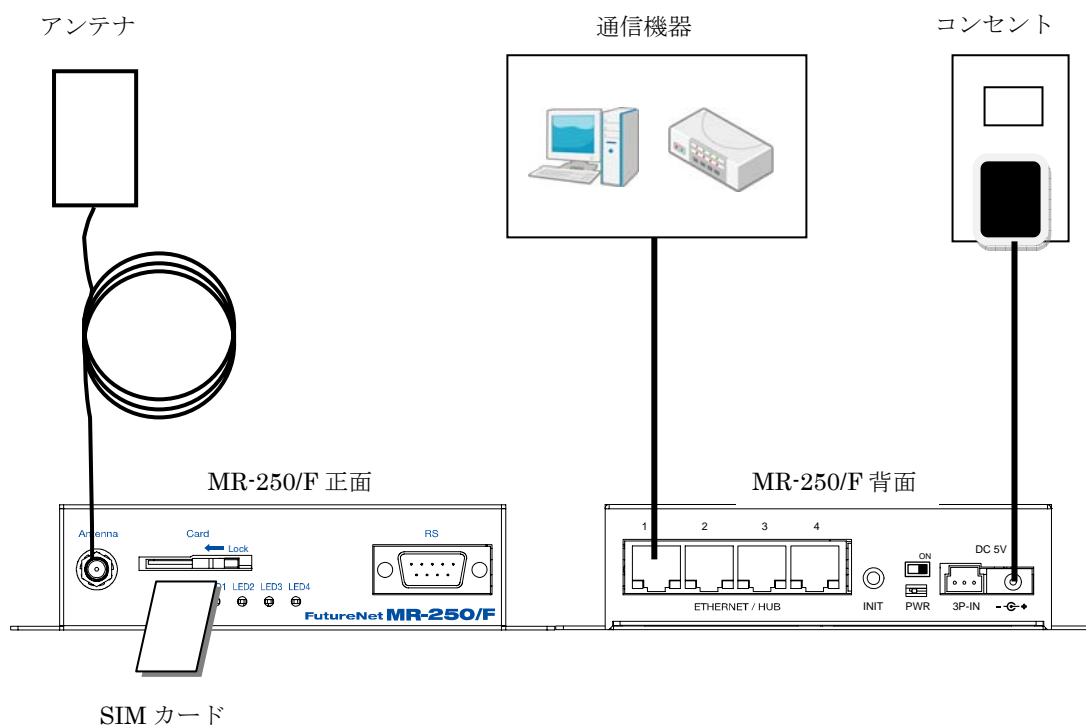 アンテナ
通信機器
コンセント
MR-250/F 正面
MR-250/F 背面
Antenna
Card
Lock
RS
LED2 LED3 LED4
FutureNet MR-250/F
1 2 3 4
ETHERNET / HUB
INIT
ON
PWR
DC 5V
3P-IN
SIM カード